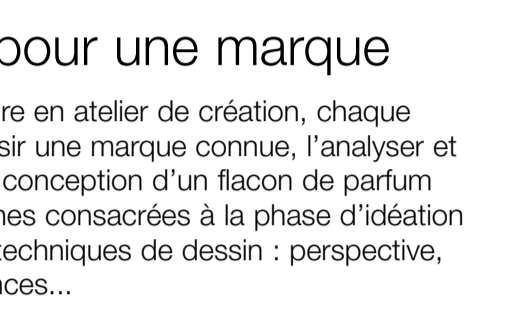 pour une marque
re en atelier de création, chaque
sir une marque connue, l'analyser et
conception d'un flacon de parfum
nes consacrées à la phase d'idéation
techniques de dessin : perspective,
nces...